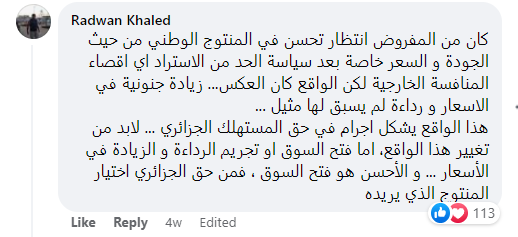 Radwan Khaled
كان من المفروض انتظار تحسن في المنتوج الوطني من حيث
الجودة و السعر خاصة بعد سياسة الحد من الاستراد اي اقصاء
المنافسة الخارجية لكن الواقع كان العكس... زيادة جنونية في
الاسعار و رداءة لم يسبق لها مثيل ...
هذا الواقع يشكل اجرام في حق المستهلك الجزائري ... لابد من
تغيير هذا الواقع، اما فتح السوق او تجريم الرداءة و الزيادة في
الأسعار ... و الأحسن هو فتح السوق ، فمن حق الجزائري اختيار
المنتوج الذي يريده
113
Like Reply 4w Edited